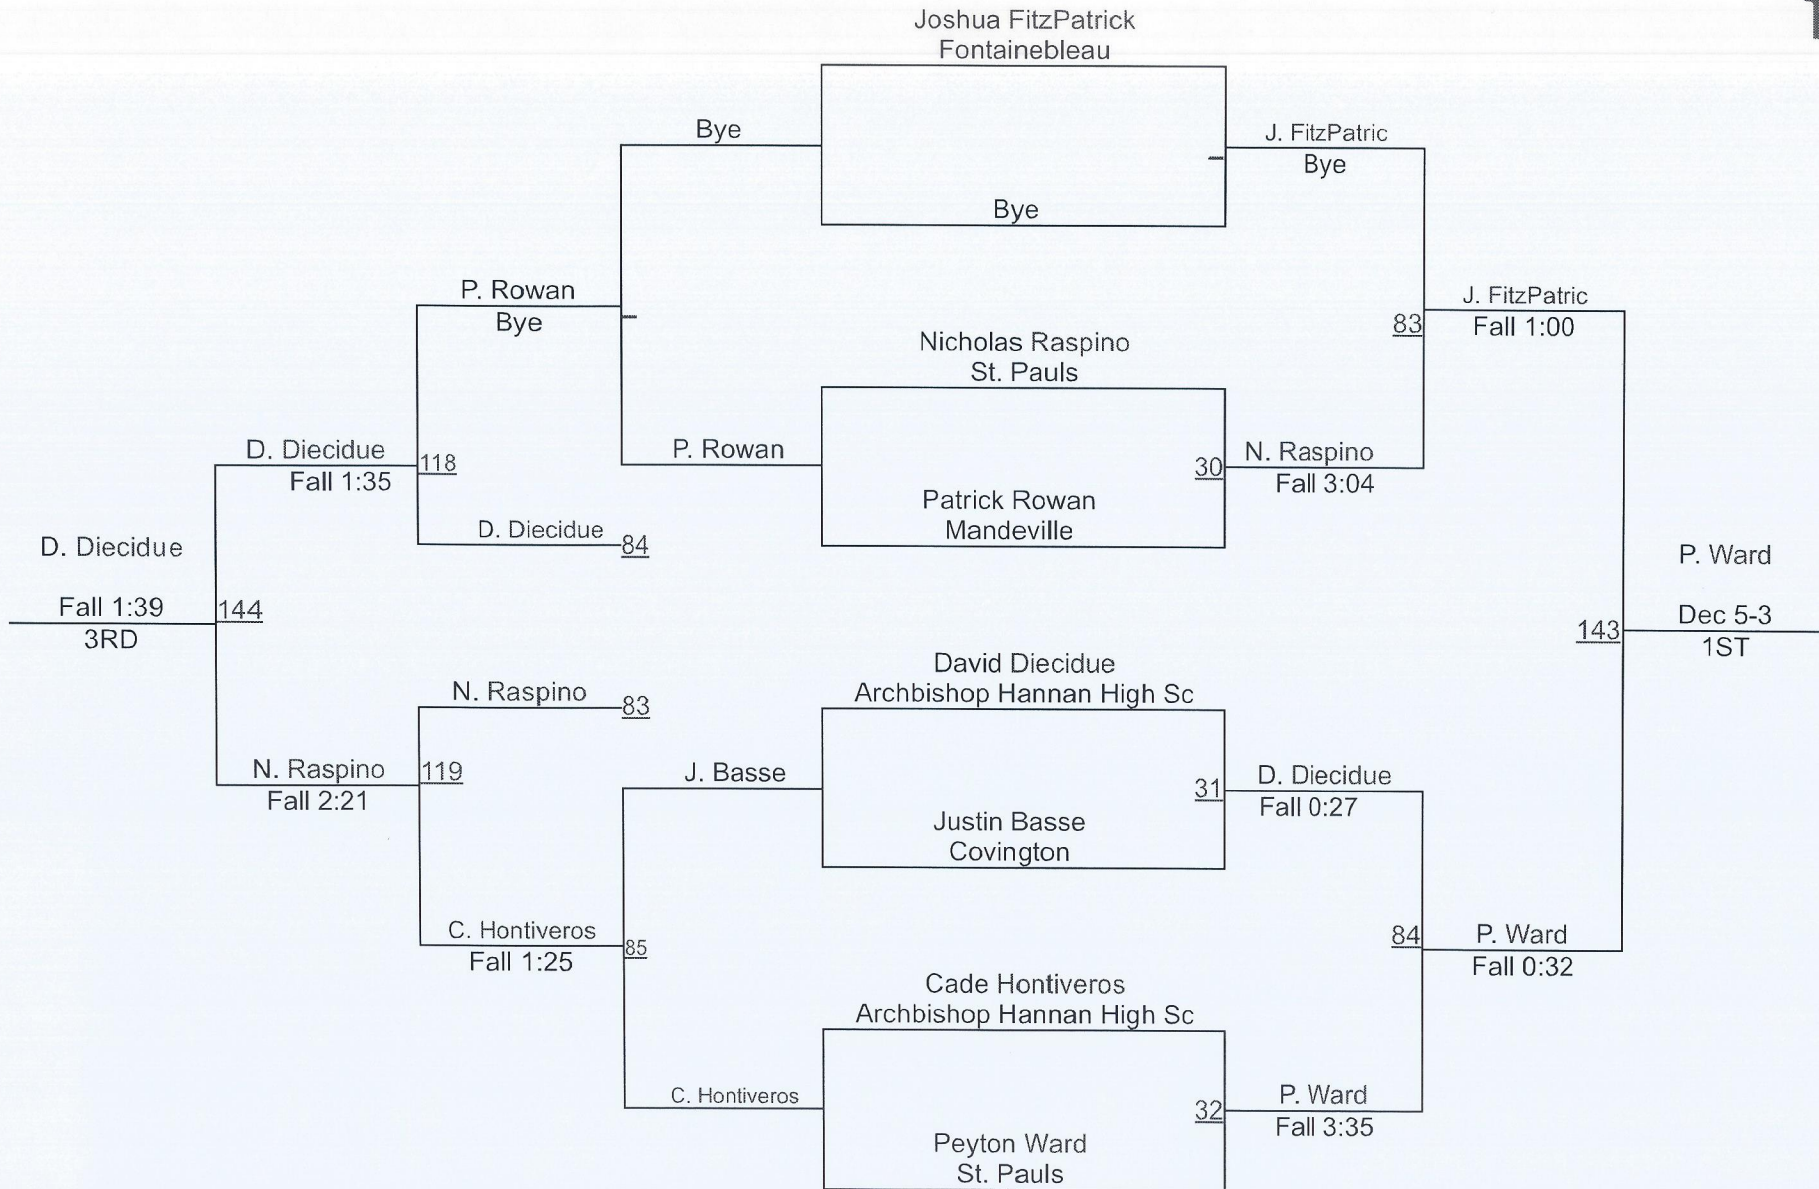 Joshua FitzPatrick
Fontainebleau
Bye
J. FitzPatric
Bye
Bye
P. Rowan
Bye
J. FitzPatric
83
Fall 1:00
Nicholas Raspino
St. Pauls
D. Diecidue
118
Fall 1:35
P. Rowan
30
N. Raspino
Fall 3:04
Patrick Rowan
Mandeville
D. Diecidue
84
D. Diecidue
Fall 1:39
144
3RD
P. Ward
143
Dec 5-3
1ST
David Diecidue
Archbishop Hannan High Sc
N. Raspino
83
N. Raspino
119
Fall 2:21
J. Basse
31
D. Diecidue
Fall 0:27
Justin Basse
Covington
C. Hontiveros
85
Fall 1:25
84
P. Ward
Fall 0:32
Cade Hontiveros
Archbishop Hannan High Sc
C. Hontiveros
32
P. Ward
Fall 3:35
Peyton Ward
St. Pauls